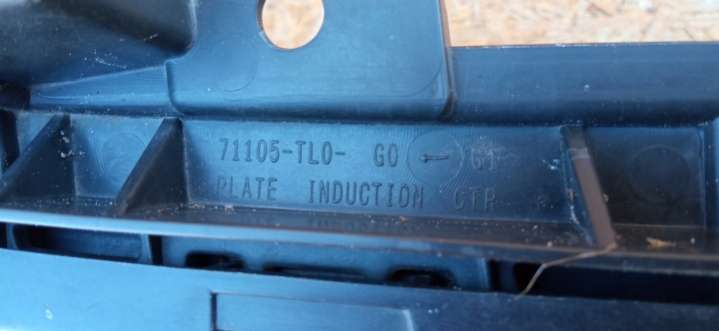 71105-TL0- G0
PLATE INDUCTION CTR